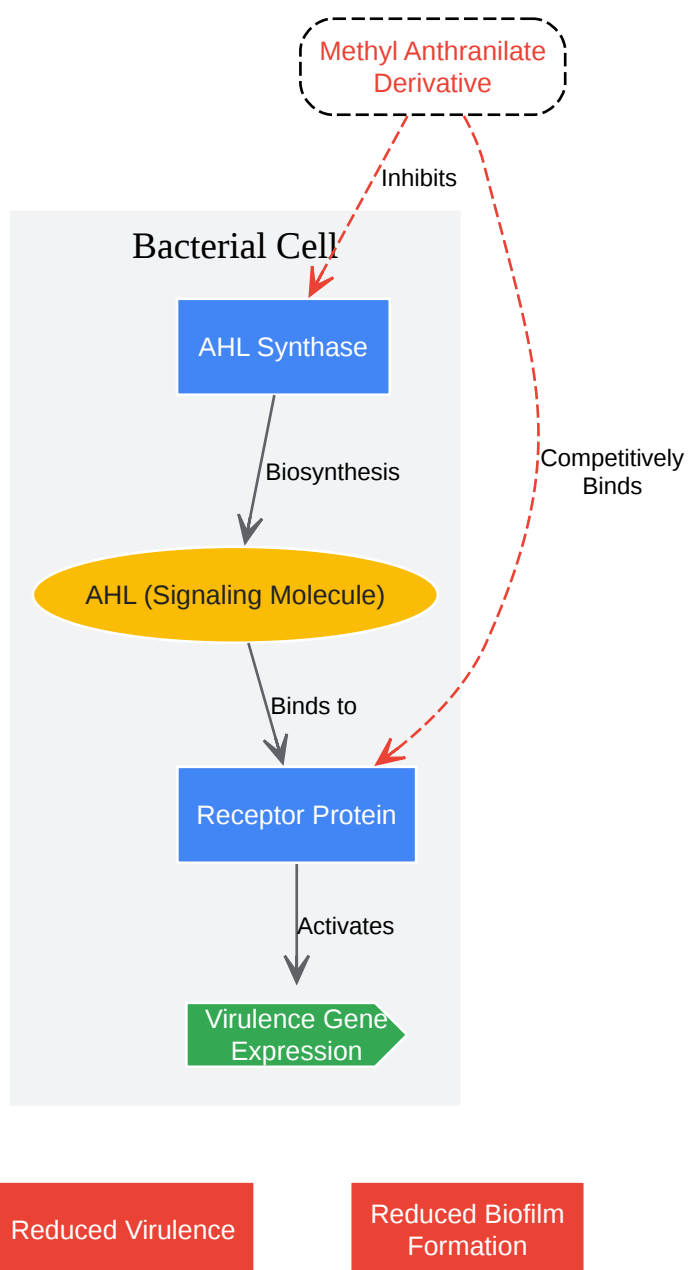 Methyl Anthranilate
Derivative
Inhibits
Bacterial Cell
AHL Synthase
Biosynthesis
Competitively
Binds
AHL (Signaling Molecule)
Binds to
Receptor Protein
Activates
Virulence Gene
Expression
Reduced Virulence
Reduced Biofilm
Formation